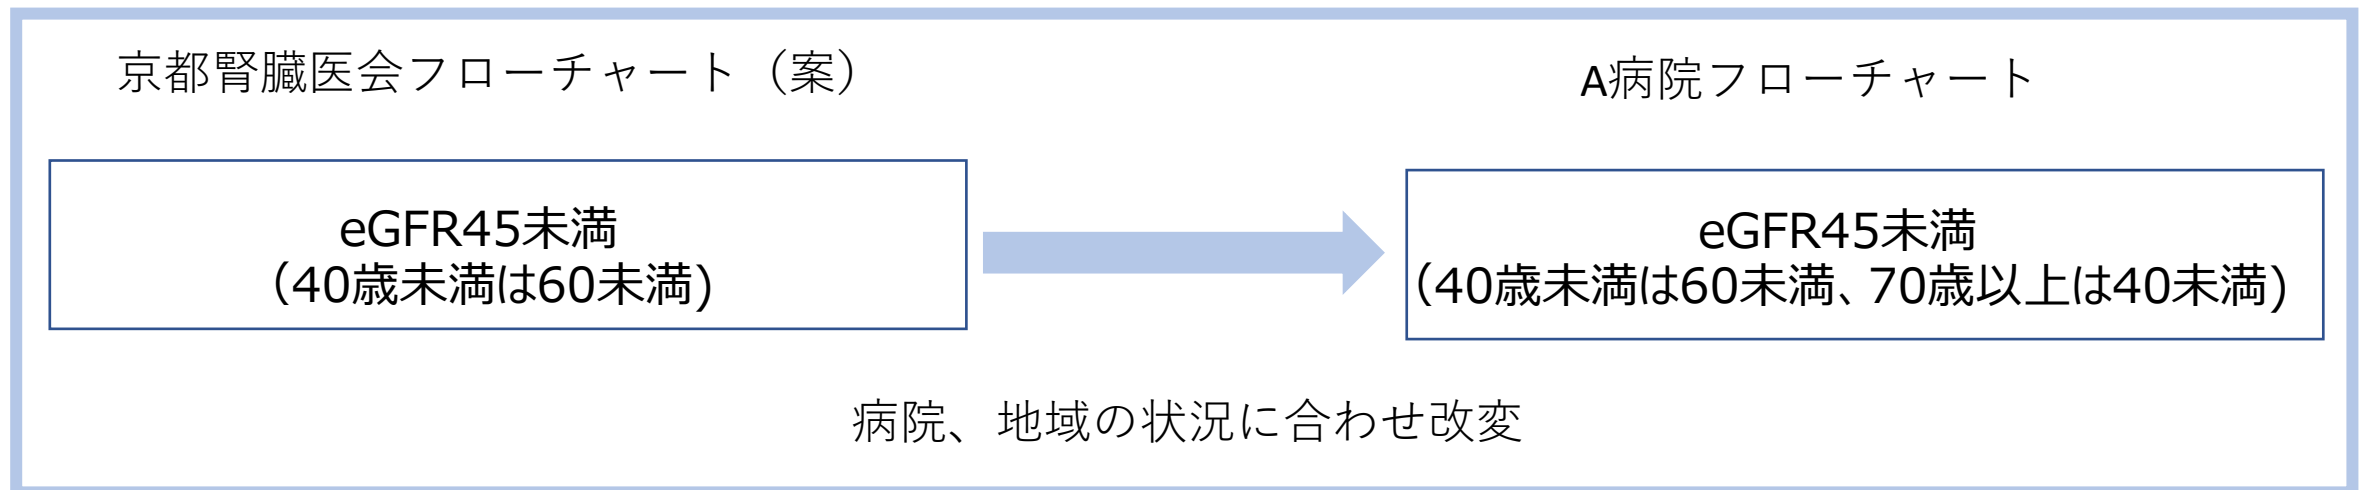 京都腎臓医会フローチャート（案）
A病院フローチャート
eGFR45未満
（40歳未満は60未満)
eGFR45未満
（40歳未満は60未満、70歳以上は40未満)
病院、地域の状況に合わせ改変